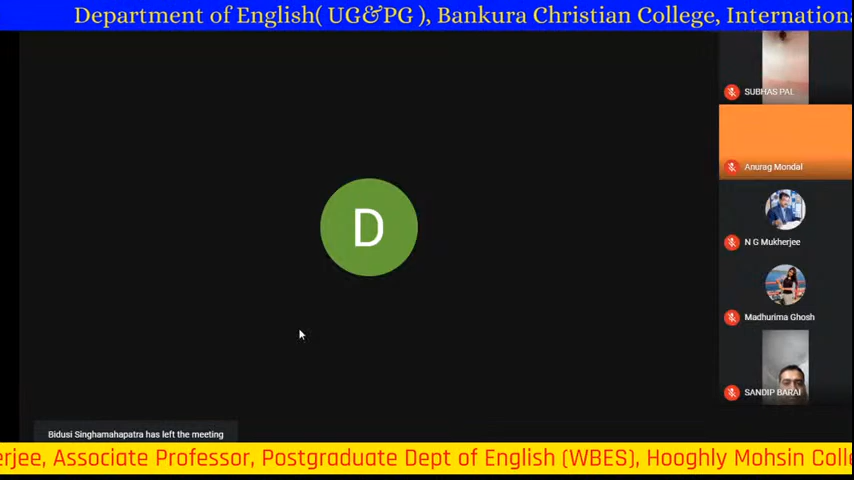 Department of English( UG&PG ), Bankura Christian College, Internationa
SUBHAS PAL
Anurag Mondal
D
N G Mukherjee
Madhurima Ghosh
SANDIP BARAI
Bidusi Singhamahapatra has left the meeting
erjee, Associate Professor, Postgraduate Dept of English (WBES), Hooghly Mohsin Colle